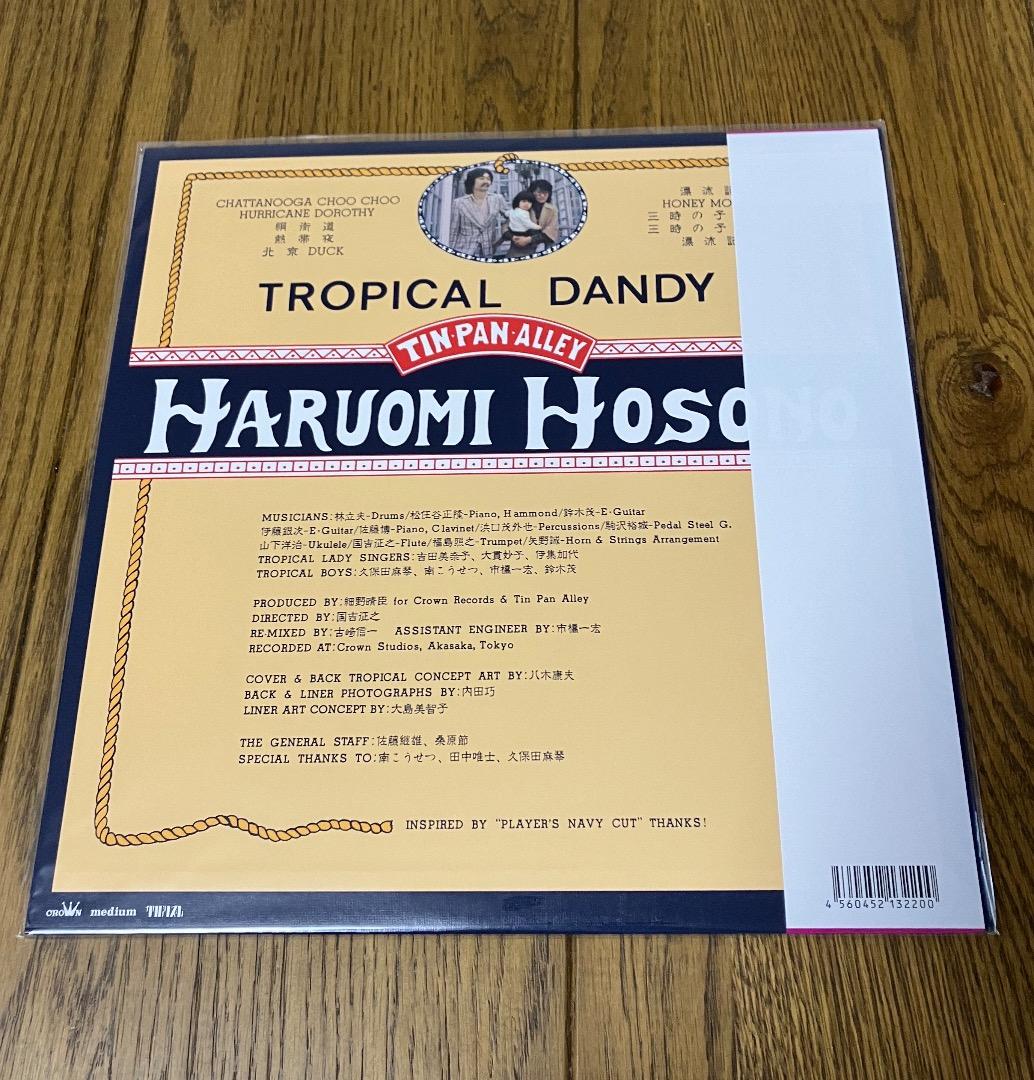 CHATTANOOGA CHOO CHOO
HURRICANE DOROTHY
絹街道
熱帯夜
北京 DUCK
漂流
HONEY
三時の子
三時の子
漂流
TROPICAL DANDY
TIN·PAN·ALLEY
HARUOMI HOSONO
MUSICIANS:林立夫-Drums/松任谷正隆-Piano, Hammond/鈴木茂-E·Guitar
伊藤銀次-E·Guitar/佐藤博-Piano, Clavinet/浜口茂外也-Percussions/駒沢裕城-Pedal Steel G.
山下洋治-Ukulele/国吉征之-Flute/福島照之-Trumpet/矢野誠-Horn & Strings Arrangement
TROPICAL LADY SINGERS:吉田美奈子、大貫妙子、伊集加代
TROPICAL BOYS:久保田麻琴、南こうせつ、市橋一宏、鈴木茂
PRODUCED BY:細野晴臣 for Crown Records & Tin Pan Alley
DIRECTED BY:国吉征之
RE-MIXED BY:吉崎信一 ASSISTANT ENGINEER BY:市橋一宏
RECORDED AT:Crown Studios, Akasaka, Tokyo
COVER & BACK TROPICAL CONCEPT ART BY:八木康夫
BACK & LINER PHOTOGRAPHS BY:内田巧
LINER ART CONCEPT BY:大島美智子
THE GENERAL STAFF:佐藤継雄、桑原節
SPECIAL THANKS TO:南こうせつ、田中唯士、久保田麻琴
INSPIRED BY "PLAYER'S NAVY CUT" THANKS!
CROWN medium
4 560452 132200